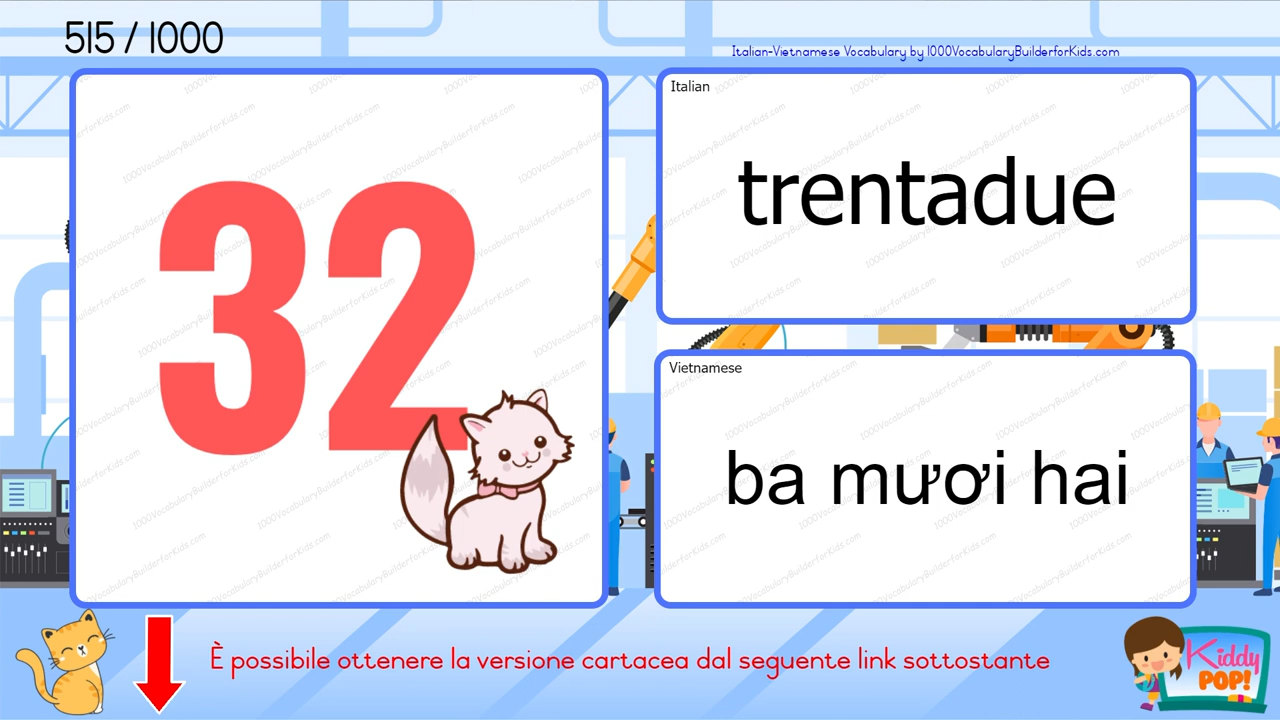 515 / 1000
Italian-Vietnamese Vocabulary by 1000VocabularyBuilderforKids.com
32
Italian
trentadue
Vietnamese
ba mươi hai
È possibile ottenere la versione cartacea dal seguente link sottostante
Kiddy
POP!